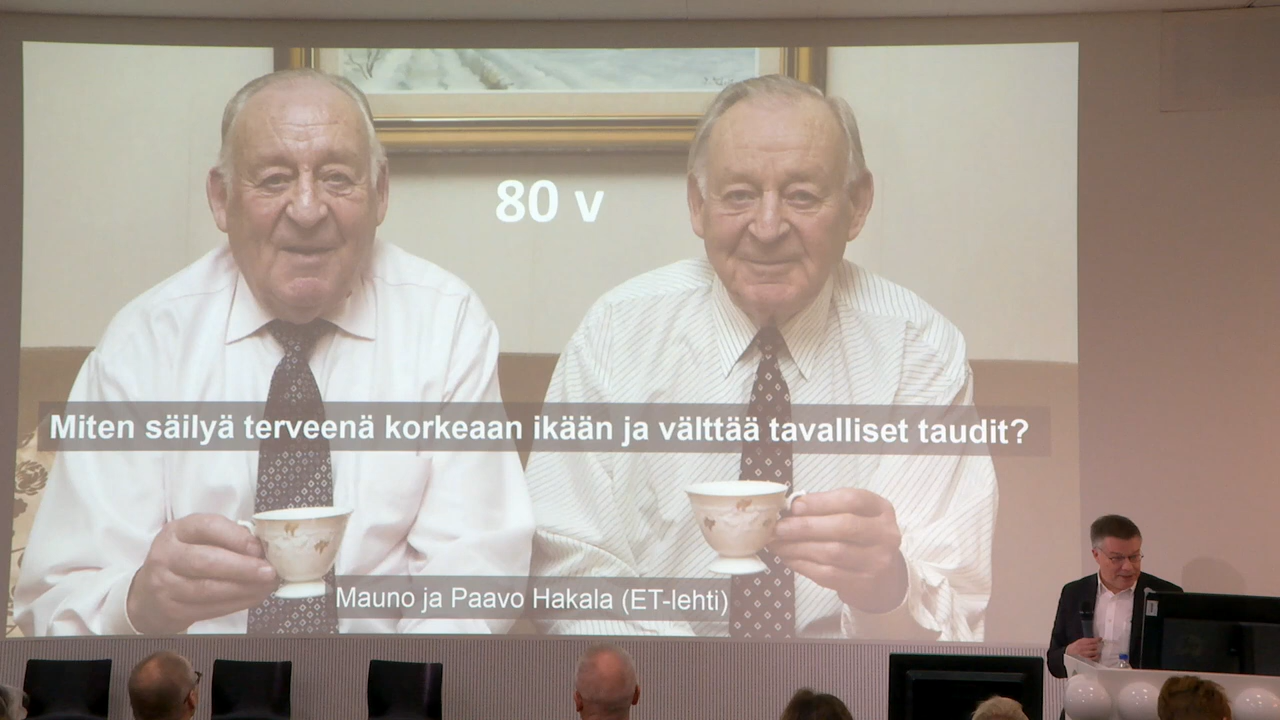 80 v
Miten säilyä terveenä korkeaan ikään ja välttää tavalliset taudit?
Mauno ja Paavo Hakala (ET-lehti)